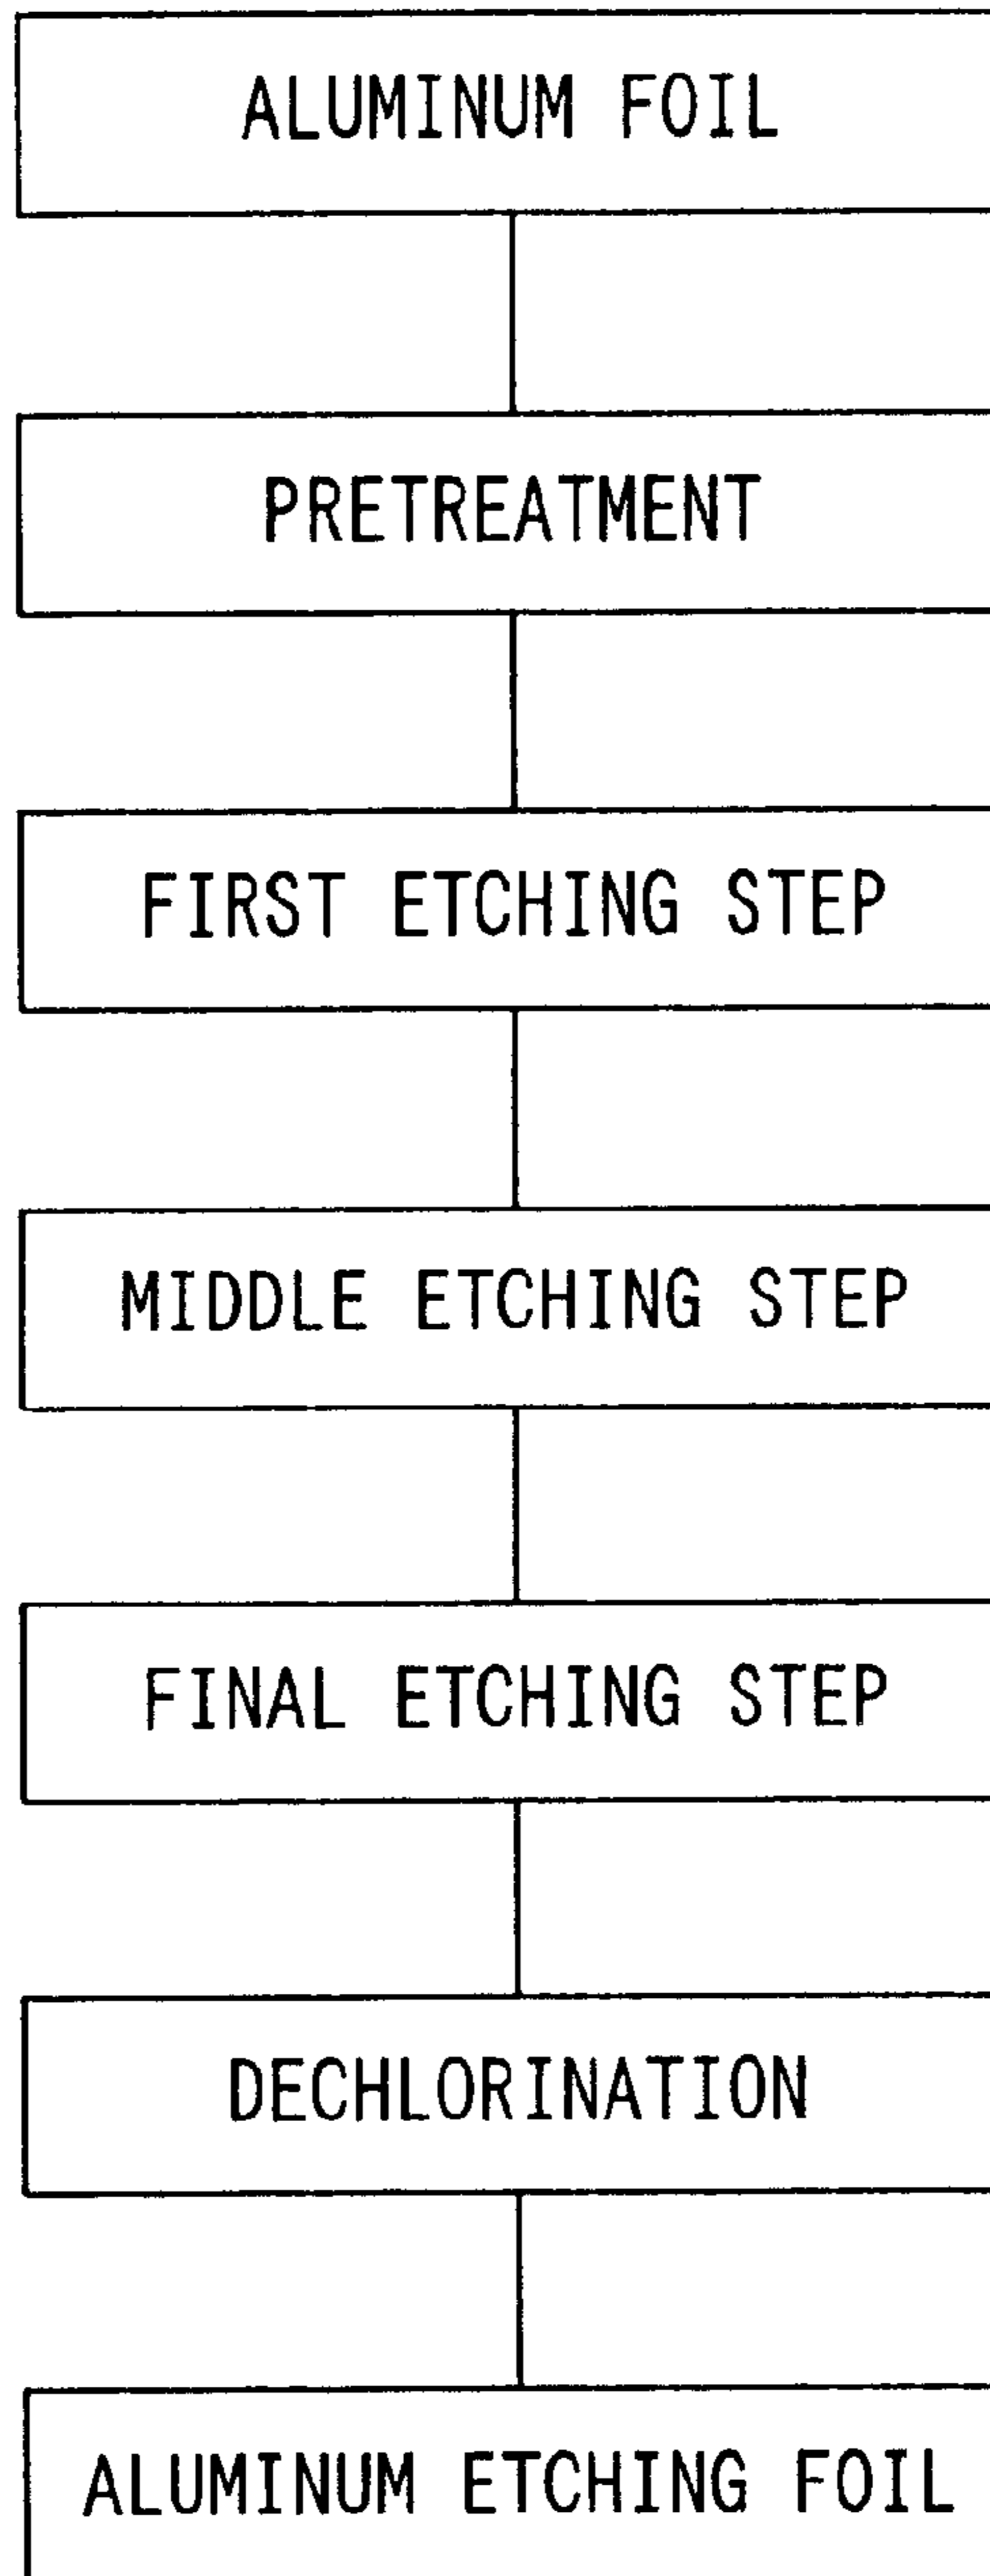 ALUMINUM FOIL
PRETREATMENT
FIRST ETCHING STEP
MIDDLE ETCHING STEP
FINAL ETCHING STEP
DECHLORINATION
ALUMINUM ETCHING FOIL